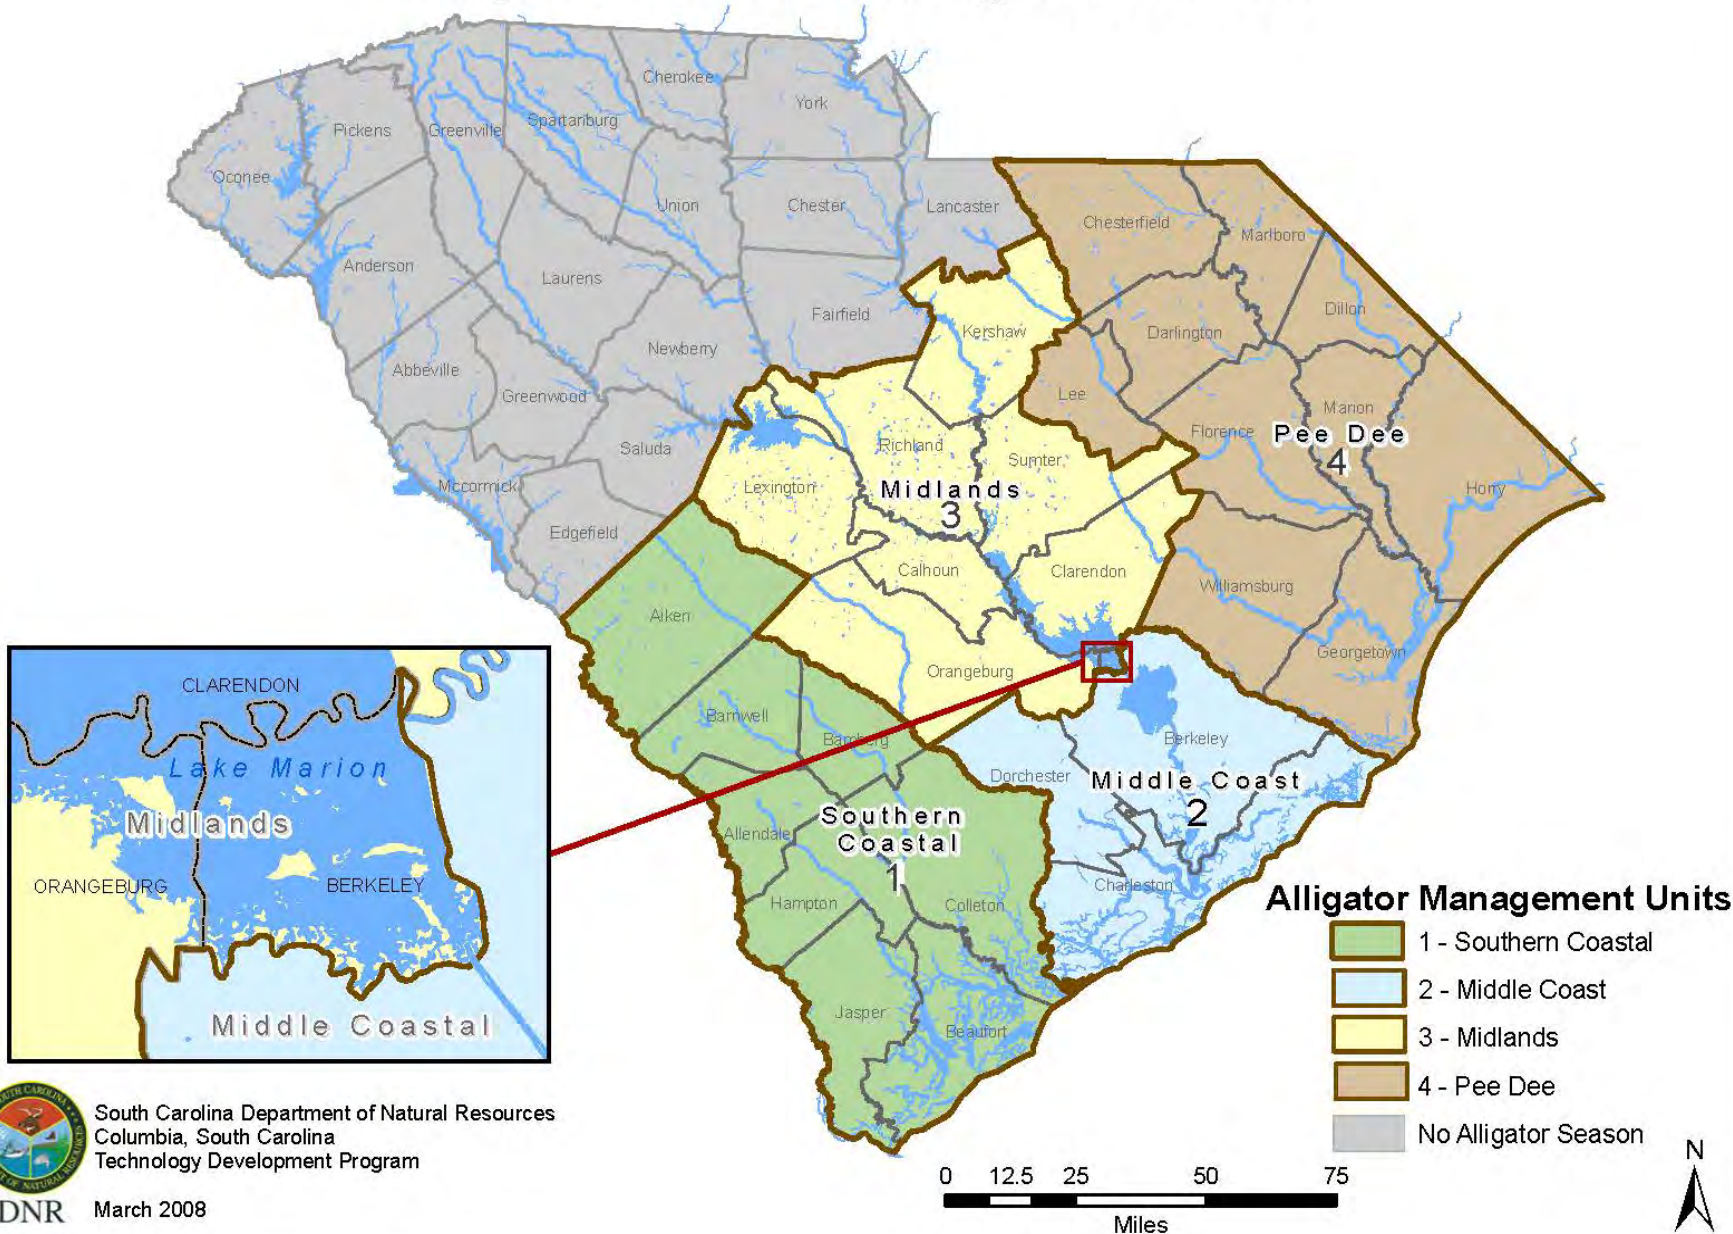 Cherokee
York
Pickens
Greenville
Spartanburg
Oconee
Union
Chester
Lancaster
Chesterfield
Marlboro
Anderson
Laurens
Fairfield
Kershaw
Darlington
Dillon
Newberry
Abbeville
Greenwood
Lee
Marion
Saluda
Richland
Florence
Pee Dee
4
Sumter
Lexington
Midlands
3
Mccormick
Horry
Edgefield
Calhoun
Clarendon
Williamsburg
Aiken
Orangeburg
Georgetown
Barnwell
Bamberg
Berkeley
Dorchester
Middle Coast
2
Allendale
Southern
Coastal
1
Charleston
Hampton
Colleton
Jasper
Beaufort
CLARENDON
Lake Marion
Midlands
ORANGEBURG
BERKELEY
Middle Coastal
Alligator Management Units
1 - Southern Coastal
2 - Middle Coast
3 - Midlands
4 - Pee Dee
No Alligator Season
South Carolina Department of Natural Resources
Columbia, South Carolina
Technology Development Program
March 2008
DNR
0 12.5 25 50 75
Miles
N